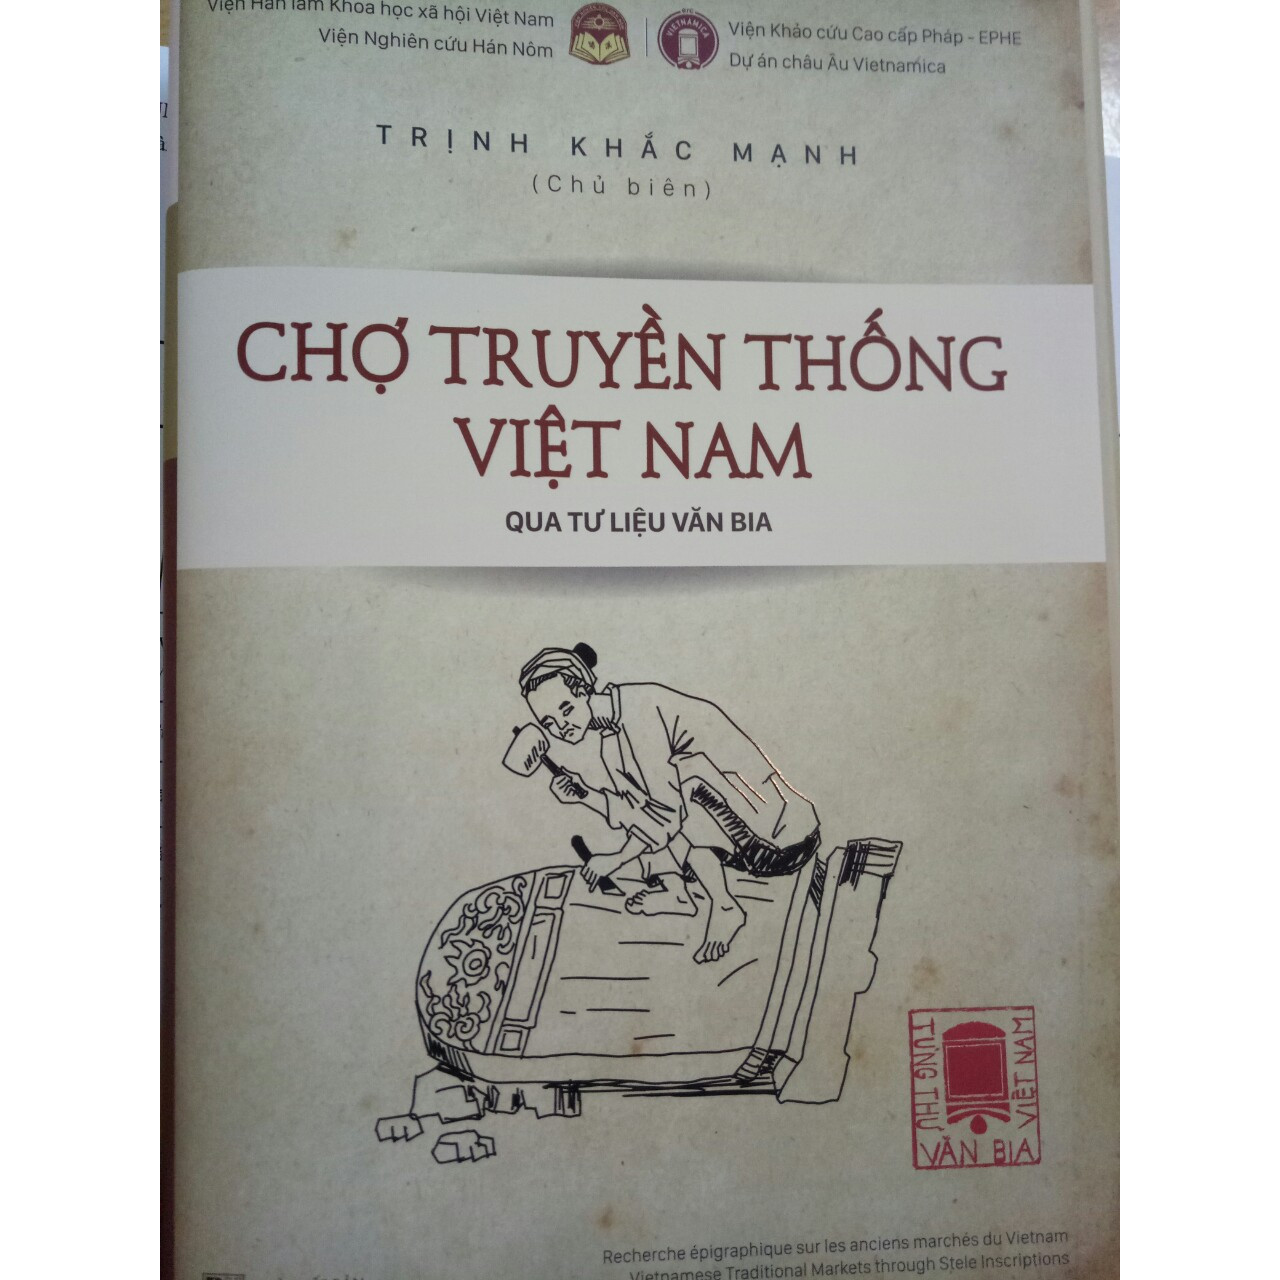 Viện Hàn lâm Khoa học xã hội Việt Nam
Viện Nghiên cứu Hán Nôm
VIETNAMICA
Viện Khảo cứu Cao cấp Pháp - EPHE
Dự án châu Âu Vietnamica
TRỊNH KHẮC MẠNH
(Chủ biên)
CHỢ TRUYỀN THỐNG
VIỆT NAM
QUA TƯ LIỆU VĂN BIA
TÙNG THƯ
VĂN BIA
VIỆT NAM
Recherche épigraphique sur les anciens marchés du Vietnam
Vietnamese Traditional Markets through Stele Inscriptions